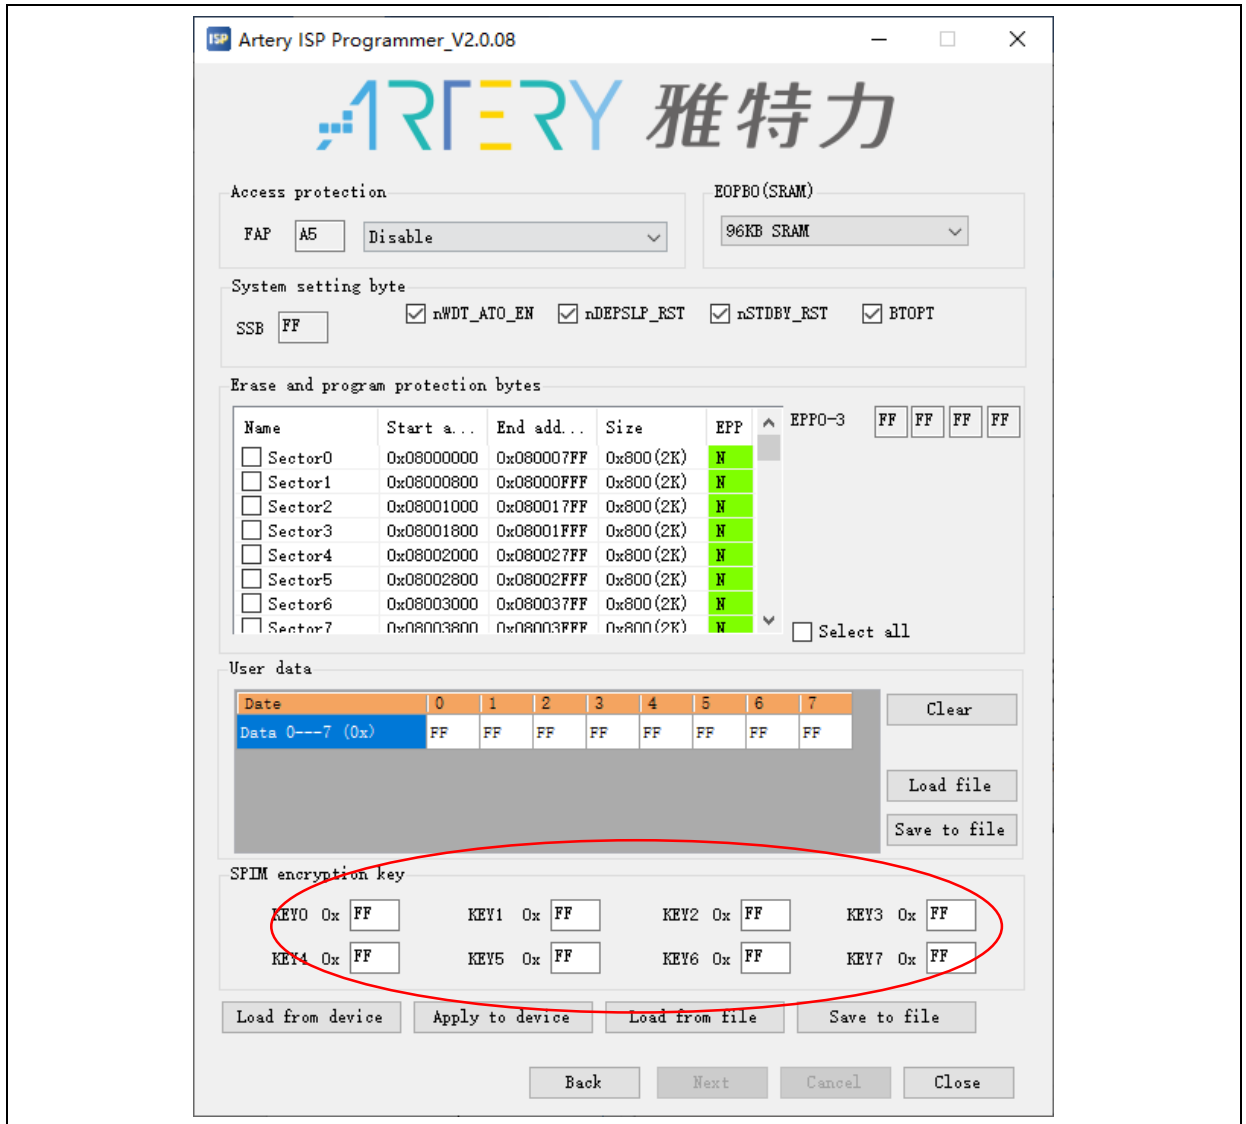 ISP Artery ISP Programmer_V2.0.08
ARTERY 雅特力
Access protection
FAP A5 Disable
EOPB0(SRAM)
96KB SRAM
System setting byte
SSB FF nWDT_ATO_EN nDEPSLP_RST nSTDBY_RST BTOPT
Erase and program protection bytes
Name Start a... End add... Size EPP
Sector0 0x08000000 0x080007FF 0x800(2K) N
Sector1 0x08000800 0x08000FFF 0x800(2K) N
Sector2 0x08001000 0x080017FF 0x800(2K) N
Sector3 0x08001800 0x08001FFF 0x800(2K) N
Sector4 0x08002000 0x080027FF 0x800(2K) N
Sector5 0x08002800 0x08002FFF 0x800(2K) N
Sector6 0x08003000 0x080037FF 0x800(2K) N
Sector7 0x08003800 0x08003FFF 0x800(2K) N
EPP0-3 FF FF FF FF
Select all
User data
Date 0 1 2 3 4 5 6 7
Data 0---7 (0x) FF FF FF FF FF FF FF FF
Clear
Load file
Save to file
SPIM encryption key
KEY0 0x FF KEY1 0x FF KEY2 0x FF KEY3 0x FF
KEY4 0x FF KEY5 0x FF KEY6 0x FF KEY7 0x FF
Load from device Apply to device Load from file Save to file
Back Next Cancel Close